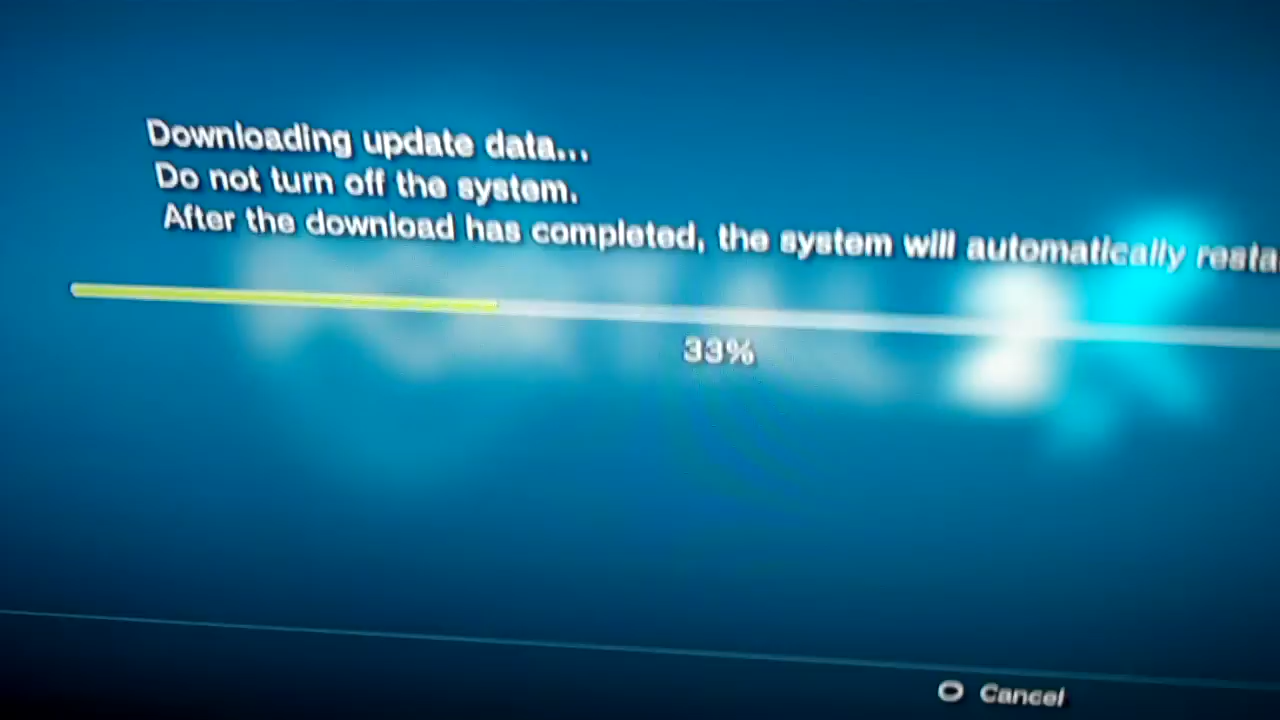 Downloading update data...
Do not turn off the system.
After the download has completed, the system will automatically resta
33%
Cancel